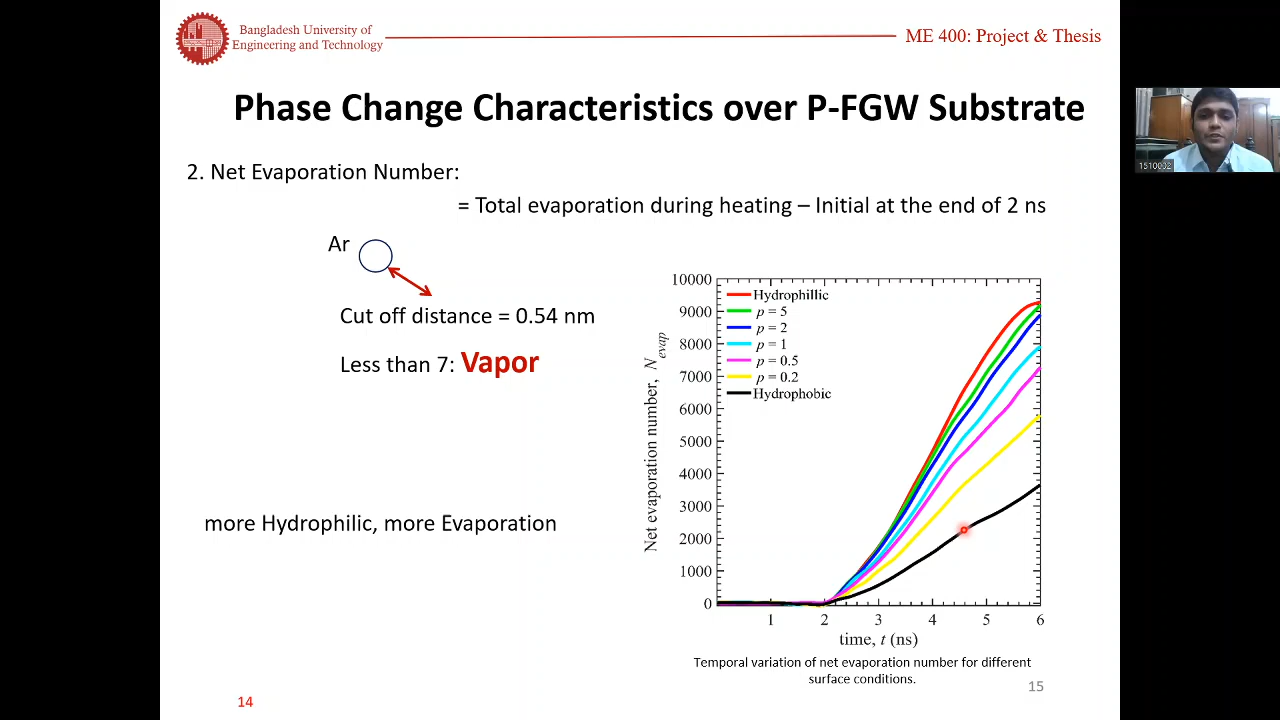 Bangladesh University of
Engineering and Technology
ME 400: Project & Thesis
Phase Change Characteristics over P-FGW Substrate
2. Net Evaporation Number:
= Total evaporation during heating – Initial at the end of 2 ns
Ar
Cut off distance = 0.54 nm
Less than 7: Vapor
more Hydrophilic, more Evaporation
Net evaporation number, N evap
10000
9000
8000
7000
6000
5000
4000
3000
2000
1000
0
Hydrophillic
p = 5
p = 2
p = 1
p = 0.5
p = 0.2
Hydrophobic
1 2 3 4 5 6
time, t (ns)
Temporal variation of net evaporation number for different
surface conditions.
14
15
1510002